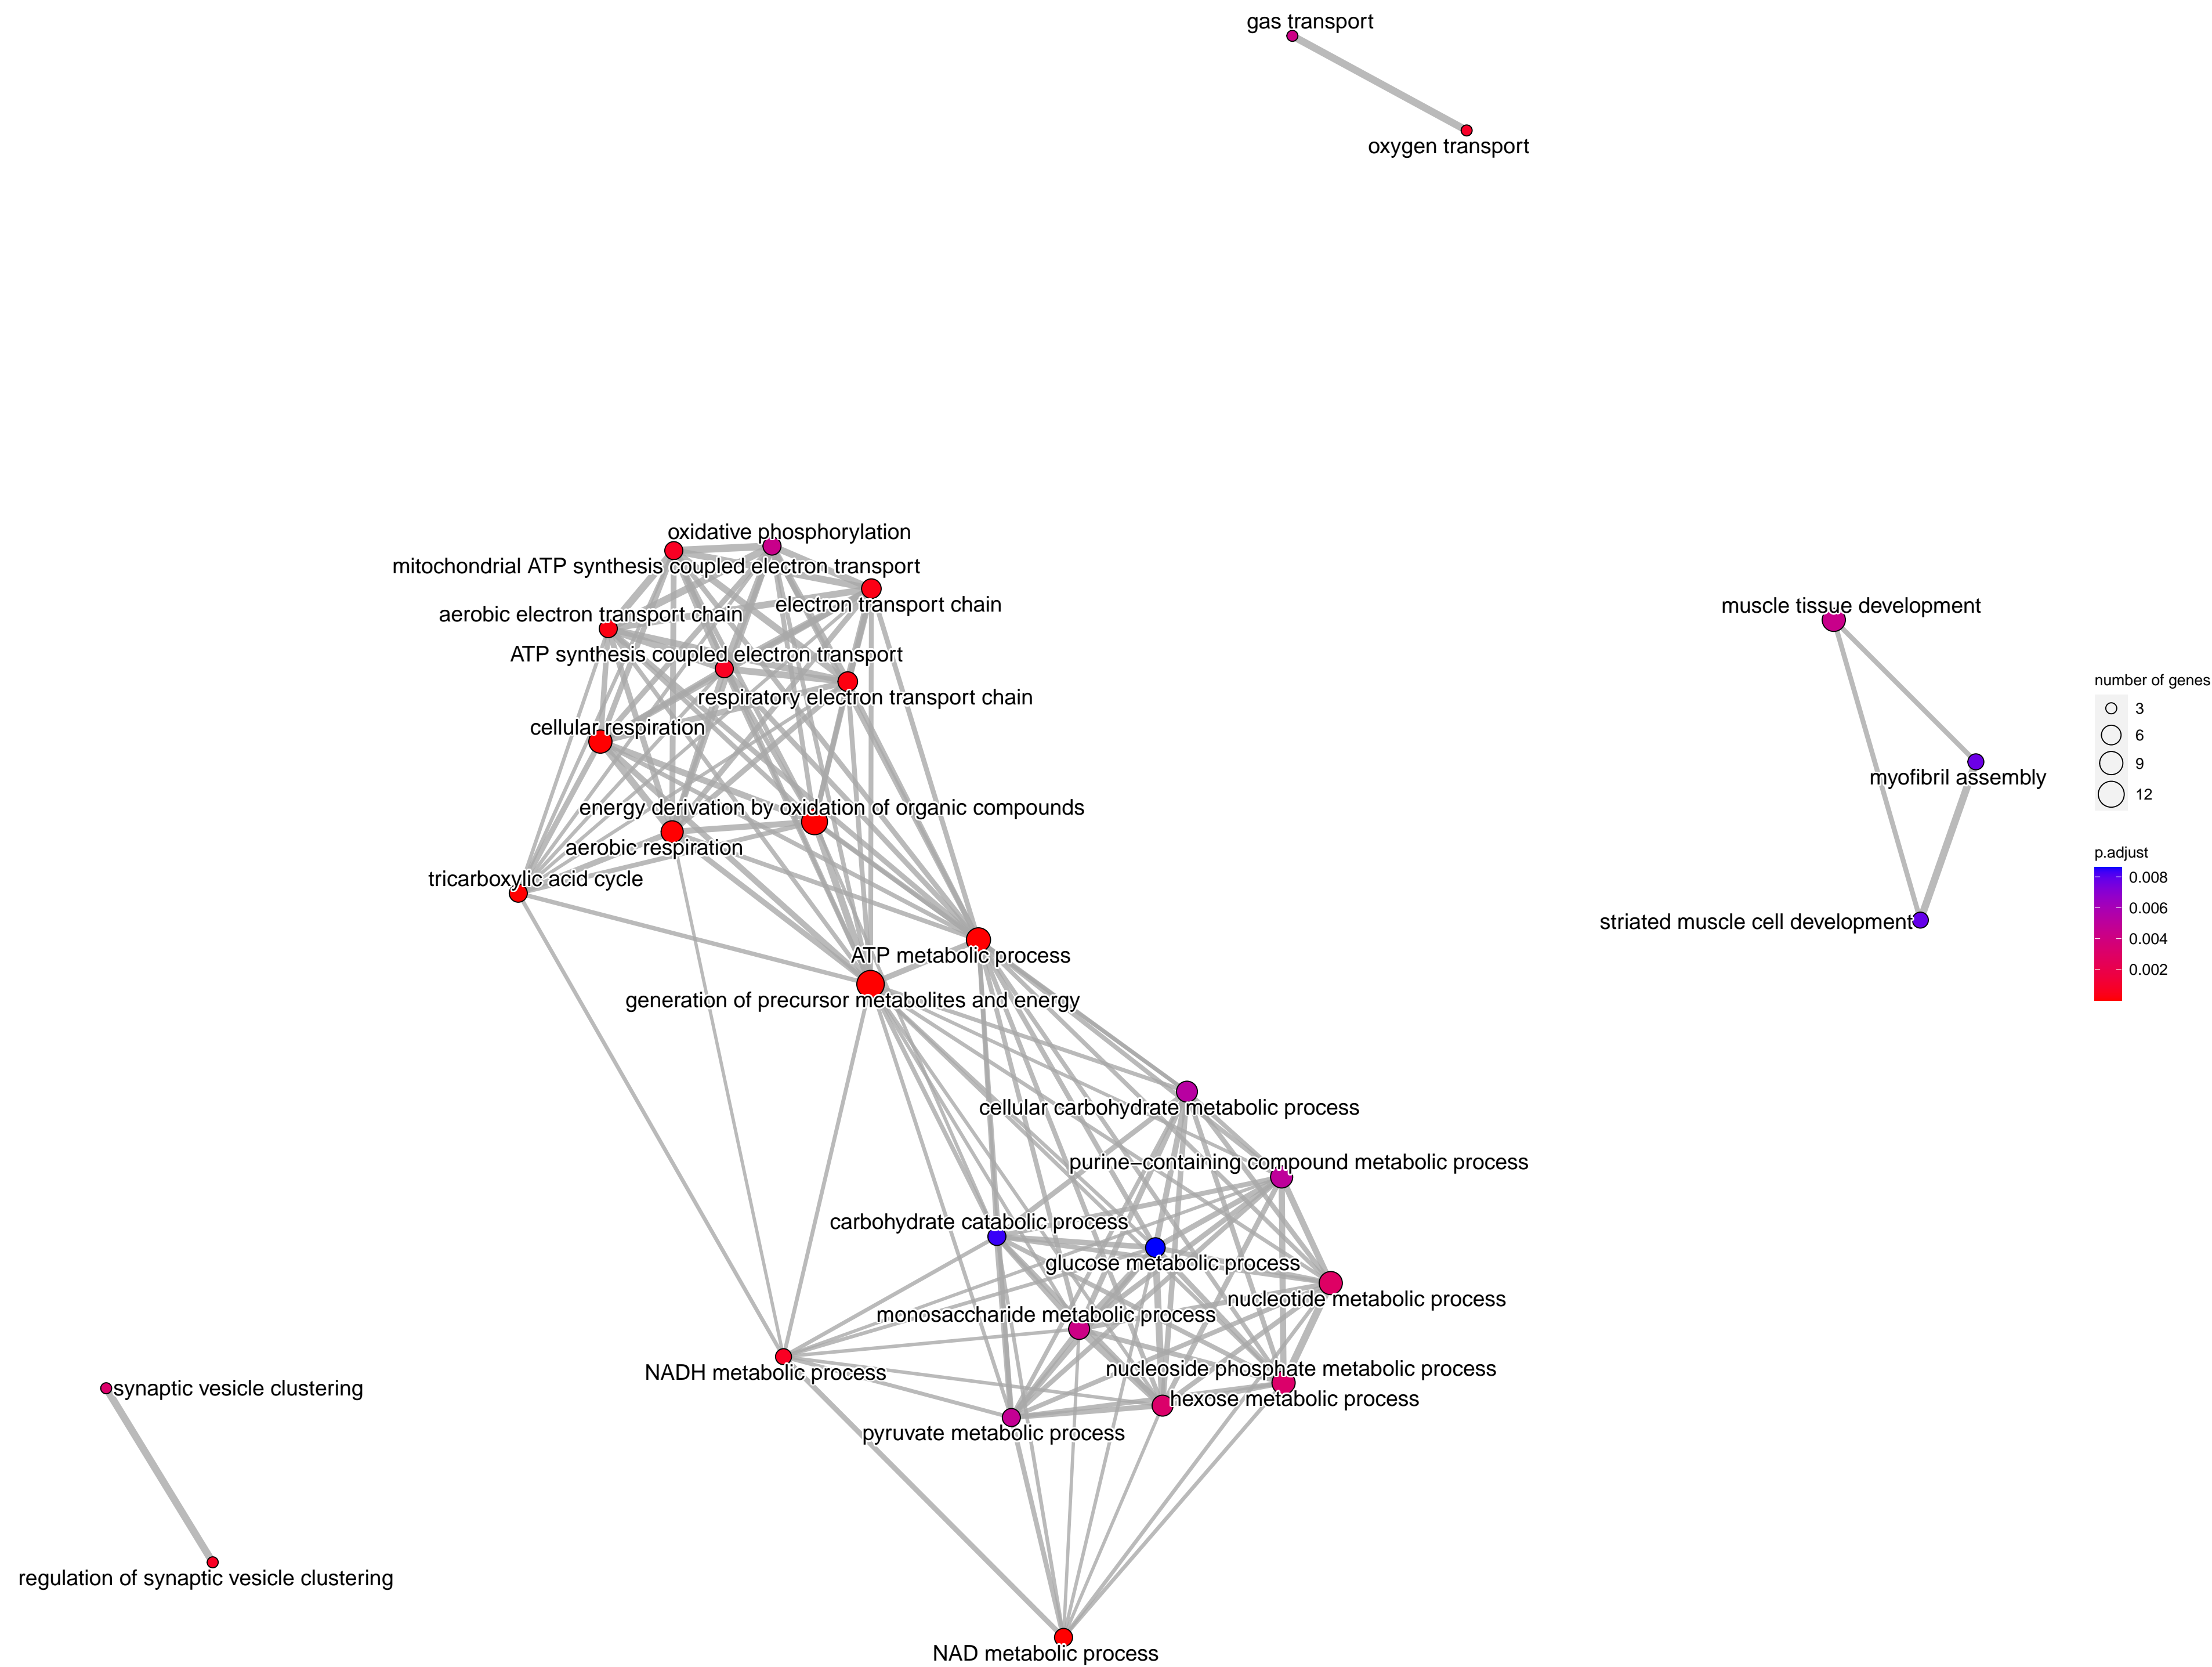 gas transport
oxygen transport
oxidative phosphorylation
mitochondrial ATP synthesis coupled electron transport
electron transport chain
aerobic electron transport chain
ATP synthesis coupled electron transport
respiratory electron transport chain
cellular respiration
energy derivation by oxidation of organic compounds
aerobic respiration
tricarboxylic acid cycle
ATP metabolic process
generation of precursor metabolites and energy
muscle tissue development
myofibril assembly
striated muscle cell development
number of genes
3
6
9
12
p.adjust
0.008
0.006
0.004
0.002
cellular carbohydrate metabolic process
purine−containing compound metabolic process
carbohydrate catabolic process
glucose metabolic process
nucleotide metabolic process
monosaccharide metabolic process
NADH metabolic process
nucleoside phosphate metabolic process
hexose metabolic process
pyruvate metabolic process
synaptic vesicle clustering
regulation of synaptic vesicle clustering
NAD metabolic process